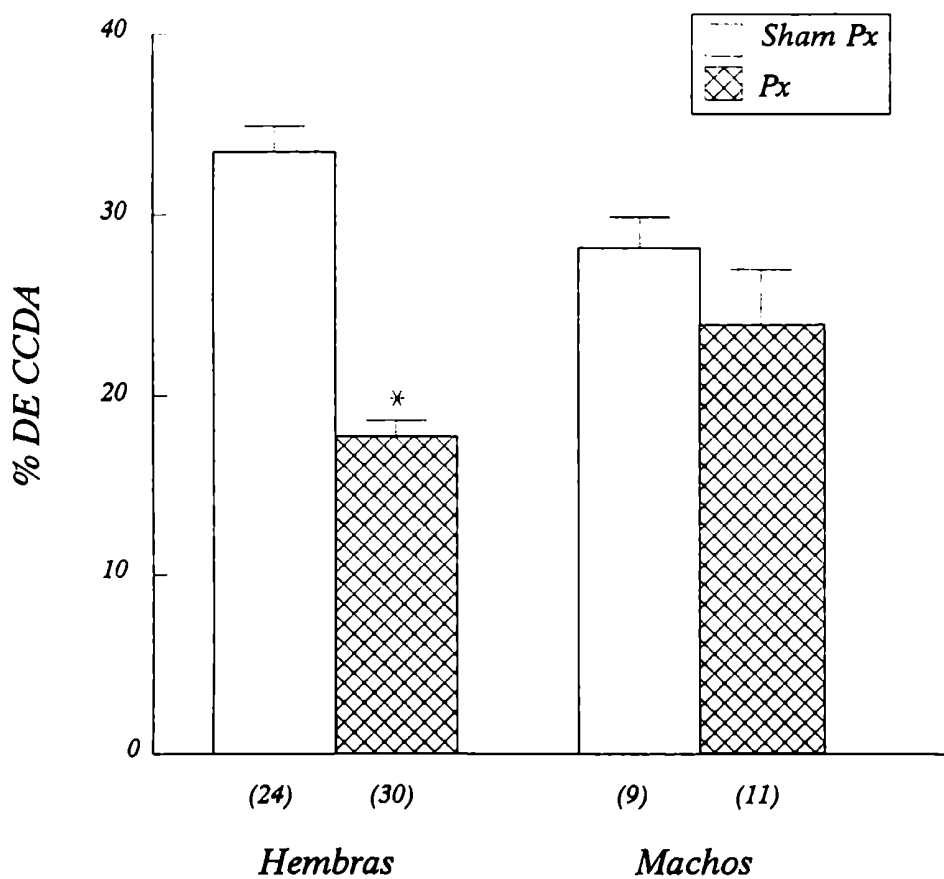 Sham Px
Px
% DE CCDA
40
30
20
10
0
*
(24) (30) (9) (11)
Hembras Machos